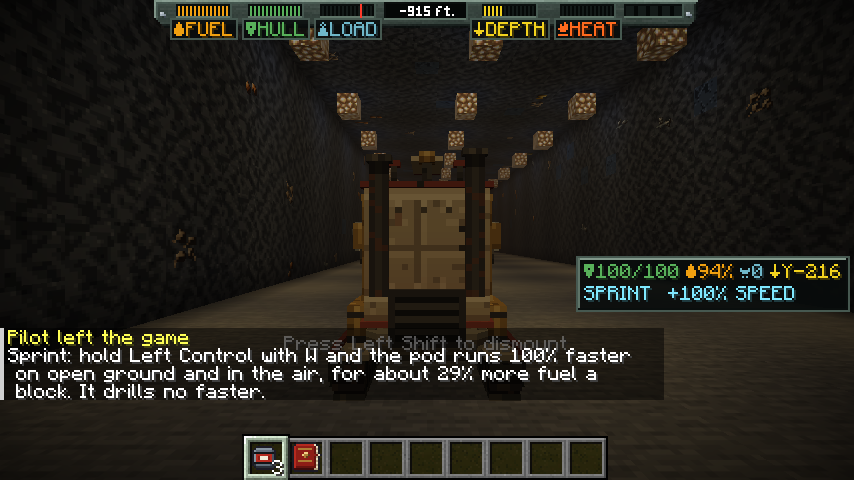 -915 ft.
FUEL HULL LOAD DEPTH HEAT
100/100 94% 0 Y-216
SPRINT +100% SPEED
Pilot left the game
Press Left Shift to dismount
Sprint: hold Left Control with W and the pod runs 100% faster
on open ground and in the air, for about 29% more fuel a
block. It drills no faster.
3